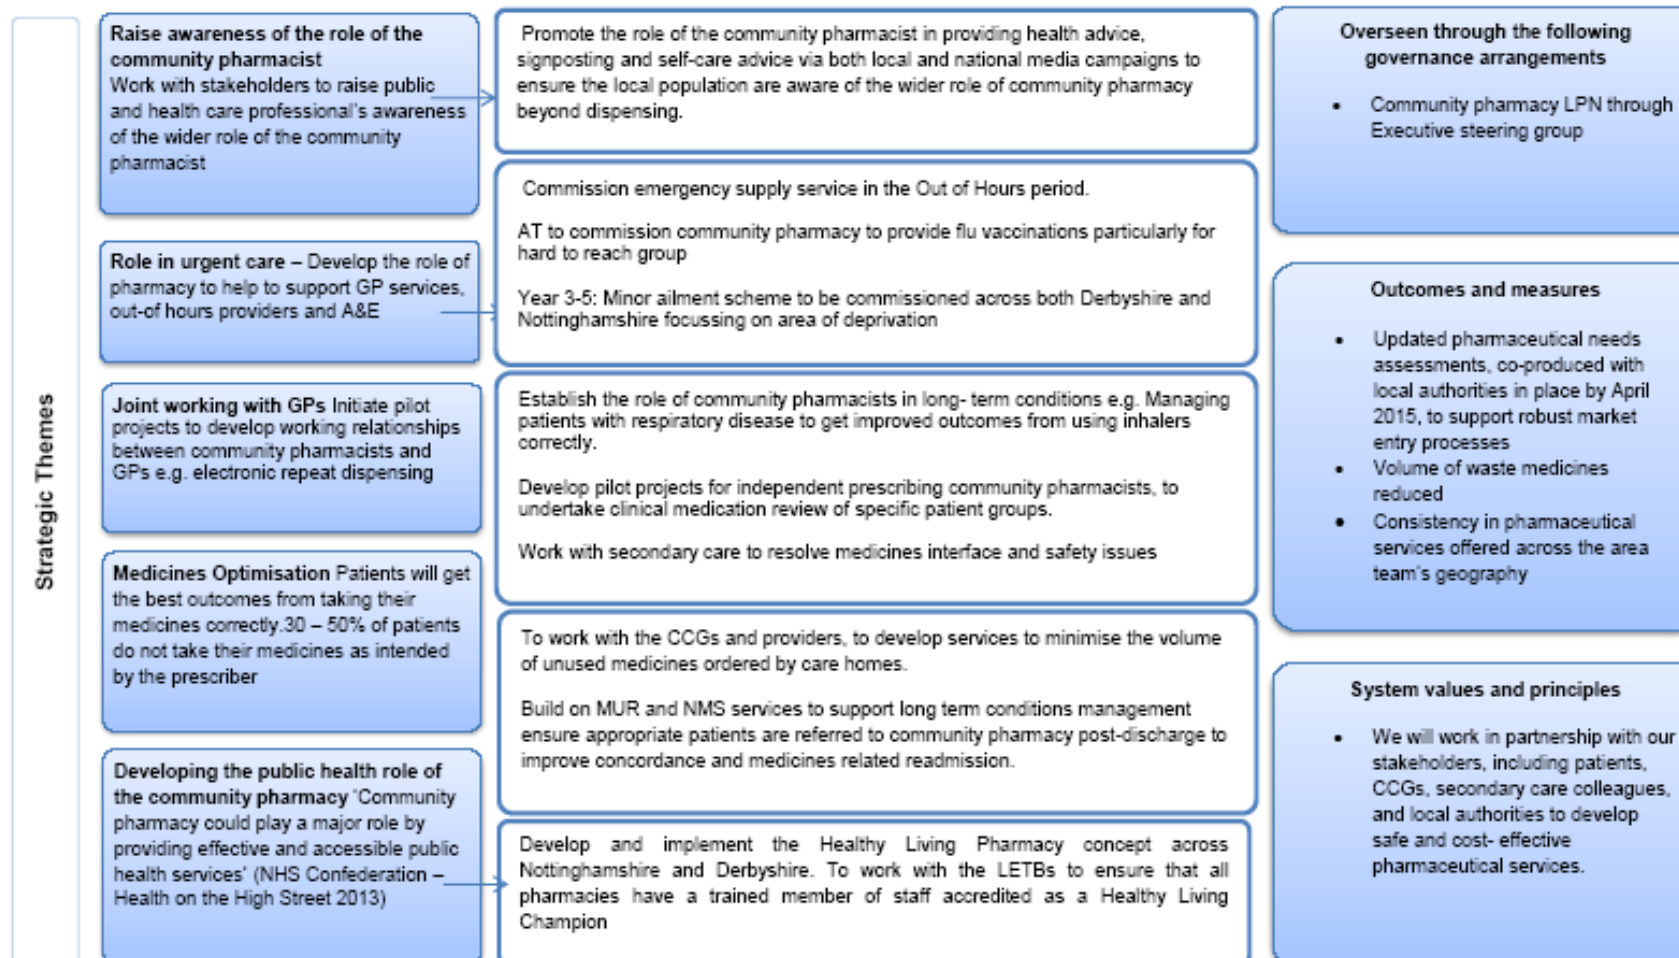 Strategic Themes
Raise awareness of the role of the
community pharmacist
Work with stakeholders to raise public
and health care professional's awareness
of the wider role of the community
pharmacist
Role in urgent care – Develop the role of
pharmacy to help to support GP services,
out-of hours providers and A&E
Joint working with GPs Initiate pilot
projects to develop working relationships
between community pharmacists and
GPs e.g. electronic repeat dispensing
Medicines Optimisation Patients will get
the best outcomes from taking their
medicines correctly.30 – 50% of patients
do not take their medicines as intended
by the prescriber
Developing the public health role of
the community pharmacy 'Community
pharmacy could play a major role by
providing effective and accessible public
health services' (NHS Confederation –
Health on the High Street 2013)
Promote the role of the community pharmacist in providing health advice,
signposting and self-care advice via both local and national media campaigns to
ensure the local population are aware of the wider role of community pharmacy
beyond dispensing.
Commission emergency supply service in the Out of Hours period.
AT to commission community pharmacy to provide flu vaccinations particularly for
hard to reach group
Year 3-5: Minor ailment scheme to be commissioned across both Derbyshire and
Nottinghamshire focussing on area of deprivation
Establish the role of community pharmacists in long- term conditions e.g. Managing
patients with respiratory disease to get improved outcomes from using inhalers
correctly.
Develop pilot projects for independent prescribing community pharmacists, to
undertake clinical medication review of specific patient groups.
Work with secondary care to resolve medicines interface and safety issues
To work with the CCGs and providers, to develop services to minimise the volume
of unused medicines ordered by care homes.
Build on MUR and NMS services to support long term conditions management
ensure appropriate patients are referred to community pharmacy post-discharge to
improve concordance and medicines related readmission.
Develop and implement the Healthy Living Pharmacy concept across
Nottinghamshire and Derbyshire. To work with the LETBs to ensure that all
pharmacies have a trained member of staff accredited as a Healthy Living
Champion
Overseen through the following
governance arrangements
• Community pharmacy LPN through
Executive steering group
Outcomes and measures
• Updated pharmaceutical needs
assessments, co-produced with
local authorities in place by April
2015, to support robust market
entry processes
• Volume of waste medicines
reduced
• Consistency in pharmaceutical
services offered across the area
team's geography
System values and principles
• We will work in partnership with our
stakeholders, including patients,
CCGs, secondary care colleagues,
and local authorities to develop
safe and cost- effective
pharmaceutical services.